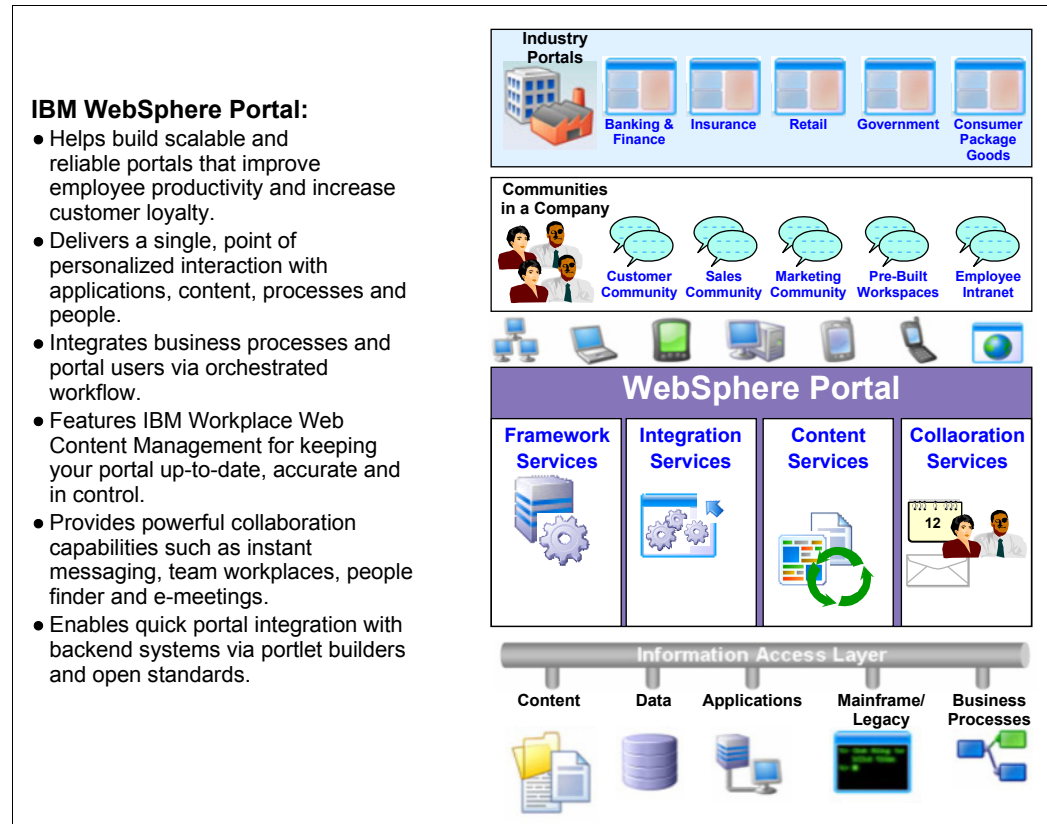 IBM WebSphere Portal:
● Helps build scalable and
reliable portals that improve
employee productivity and increase
customer loyalty.
● Delivers a single, point of
personalized interaction with
applications, content, processes and
people.
● Integrates business processes and
portal users via orchestrated
workflow.
● Features IBM Workplace Web
Content Management for keeping
your portal up-to-date, accurate and
in control.
● Provides powerful collaboration
capabilities such as instant
messaging, team workplaces, people
finder and e-meetings.
● Enables quick portal integration with
backend systems via portlet builders
and open standards.
Industry
Portals
Banking &
Finance
Insurance
Retail
Government
Consumer
Package
Goods
Communities
in a Company
Customer
Community
Sales
Community
Marketing
Community
Pre-Built
Workspaces
Employee
Intranet
WebSphere Portal
Framework
Services
Integration
Services
Content
Services
Collaoration
Services
12
Information Access Layer
Content
Data
Applications
Mainframe/
Legacy
Business
Processes